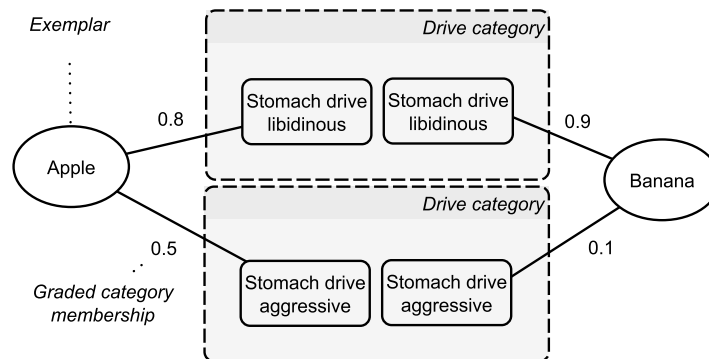 Exemplar
Drive category
Stomach drive
libidinous
Stomach drive
libidinous
0.8
0.9
Apple
Banana
Drive category
0.5
0.1
Stomach drive
aggressive
Stomach drive
aggressive
Graded category
membership